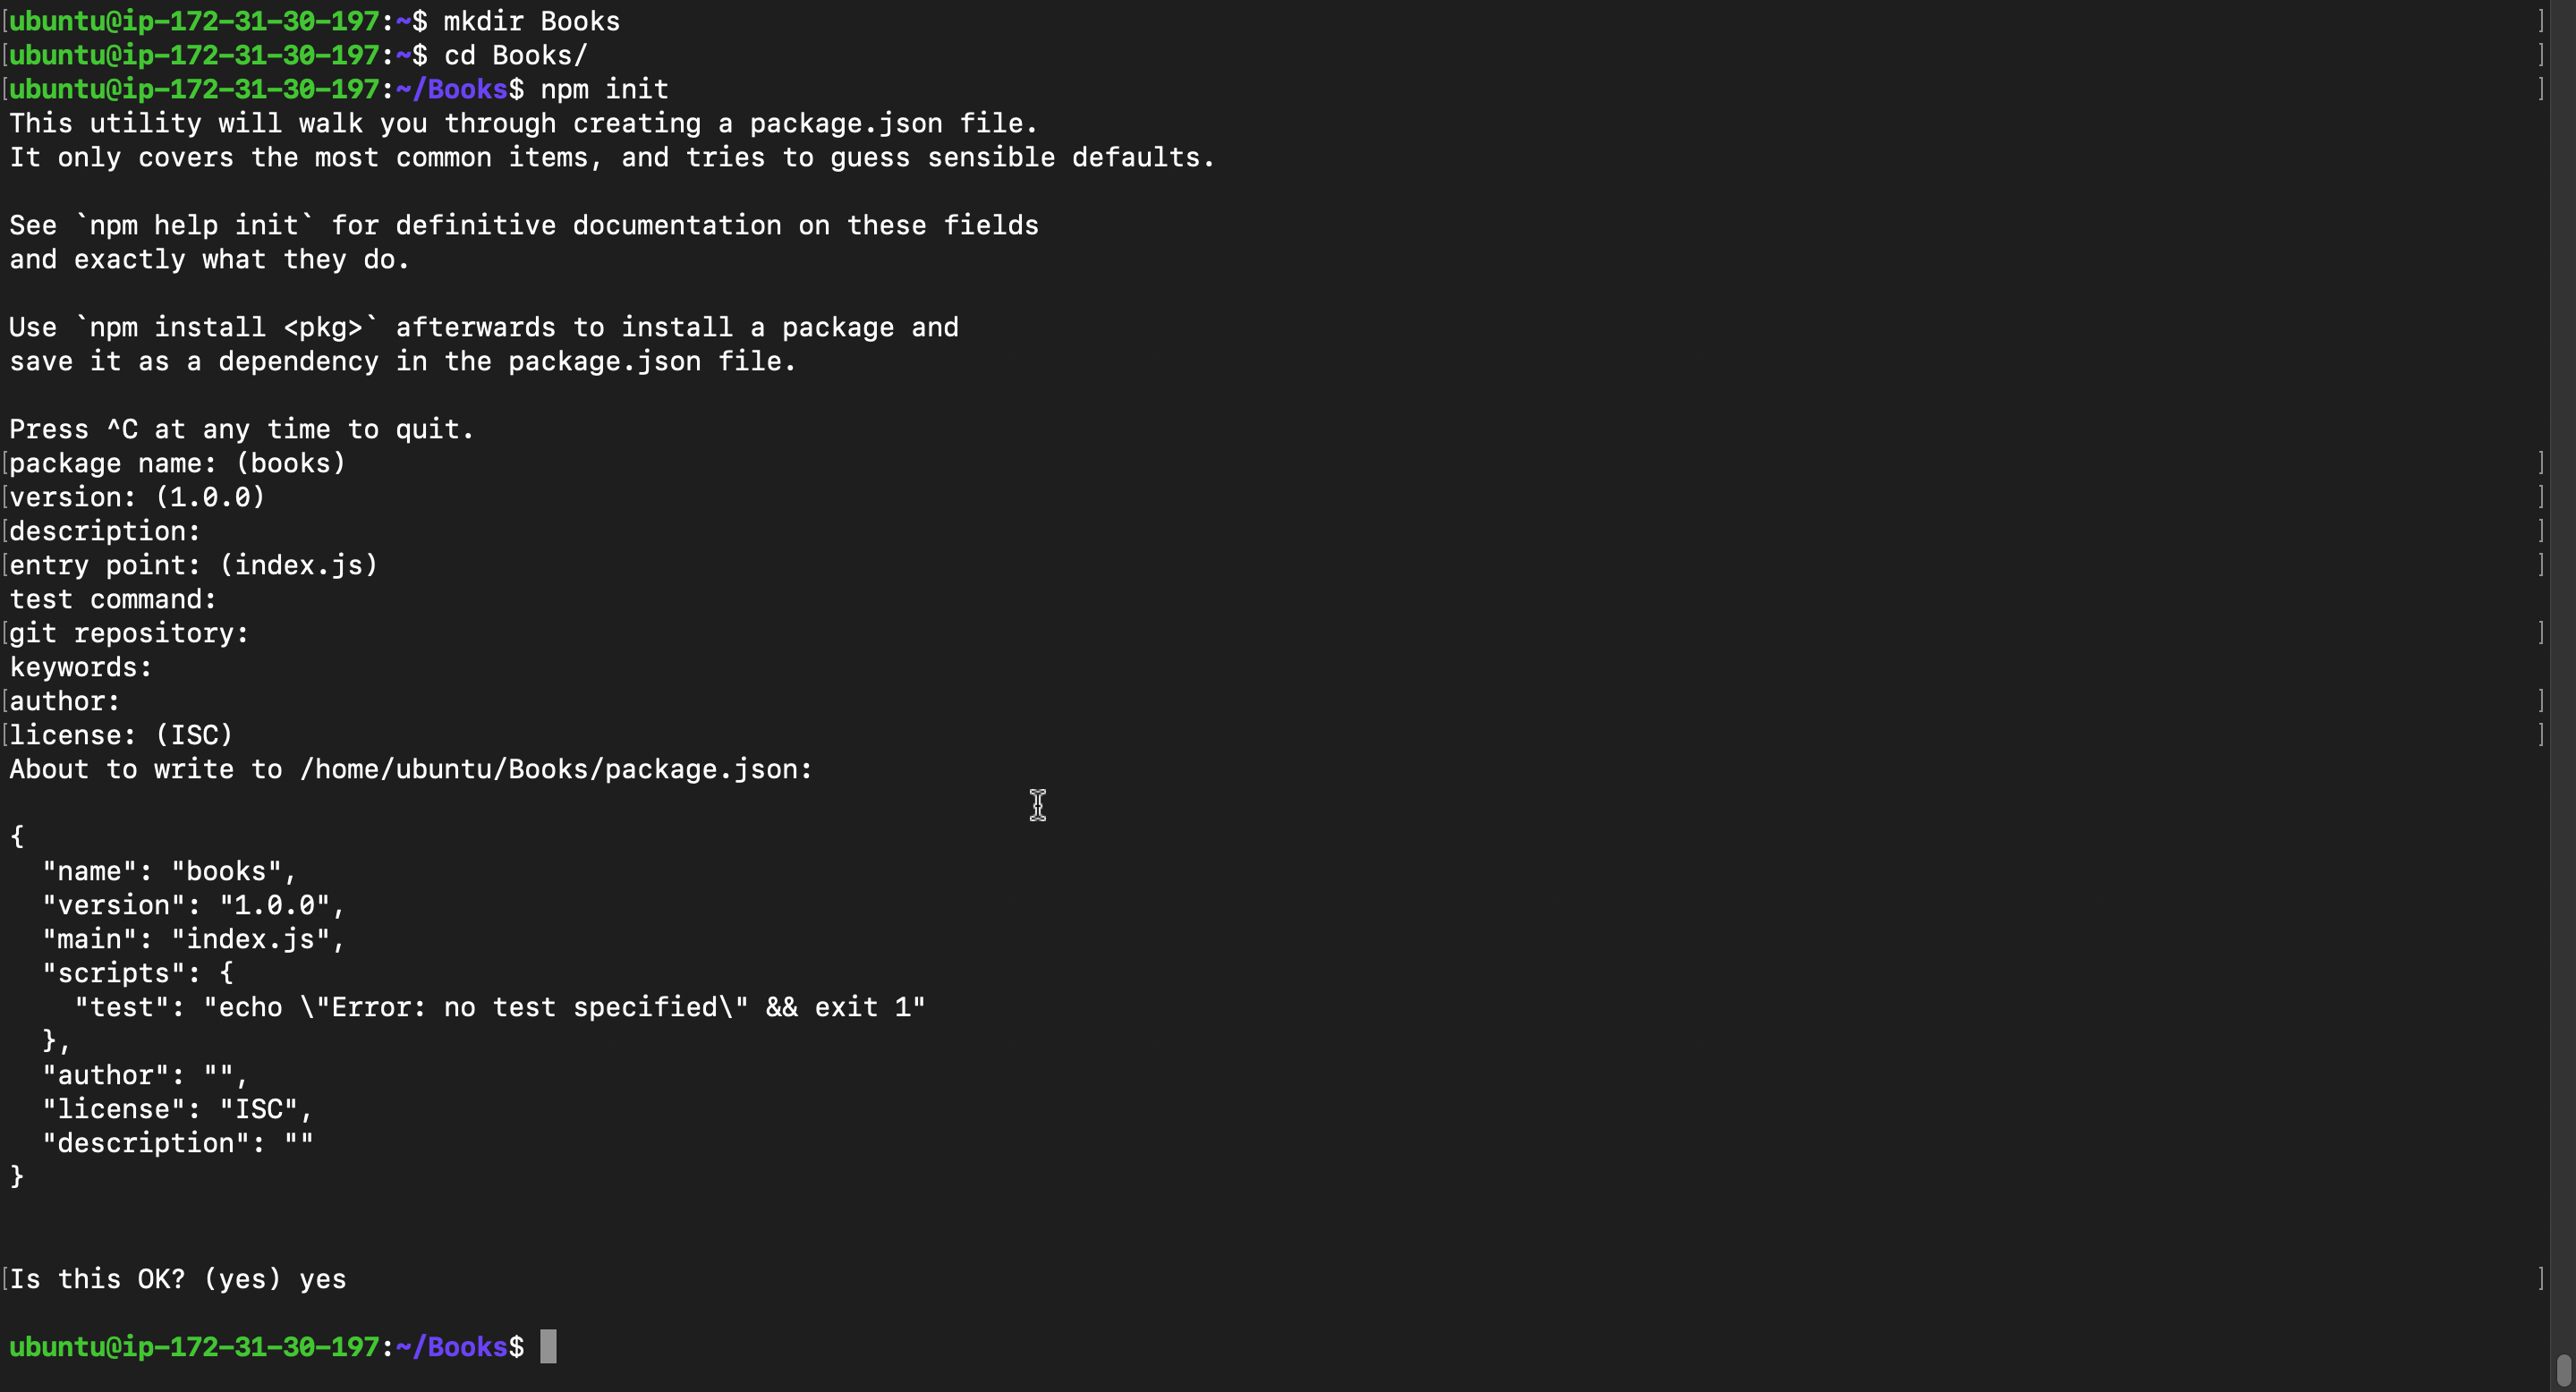 ubuntu@ip-172-31-30-197:~$ mkdir Books
ubuntu@ip-172-31-30-197:~$ cd Books/
ubuntu@ip-172-31-30-197:~/Books$ npm init
This utility will walk you through creating a package.json file.
It only covers the most common items, and tries to guess sensible defaults.

See `npm help init` for definitive documentation on these fields
and exactly what they do.

Use `npm install <pkg>` afterwards to install a package and
save it as a dependency in the package.json file.

Press ^C at any time to quit.
package name: (books)
version: (1.0.0)
description:
entry point: (index.js)
test command:
git repository:
keywords:
author:
license: (ISC)
About to write to /home/ubuntu/Books/package.json:

{
  "name": "books",
  "version": "1.0.0",
  "main": "index.js",
  "scripts": {
    "test": "echo \"Error: no test specified\" && exit 1"
  },
  "author": "",
  "license": "ISC",
  "description": ""
}

Is this OK? (yes) yes

ubuntu@ip-172-31-30-197:~/Books$